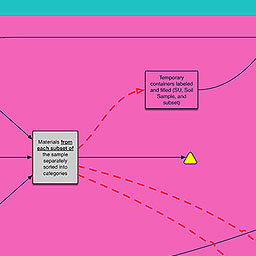 Temporary
containers labeled
and filled (SU, Soil
Sample, and
subset)
Materials from
each subset of
the sample
separately
sorted into
categories